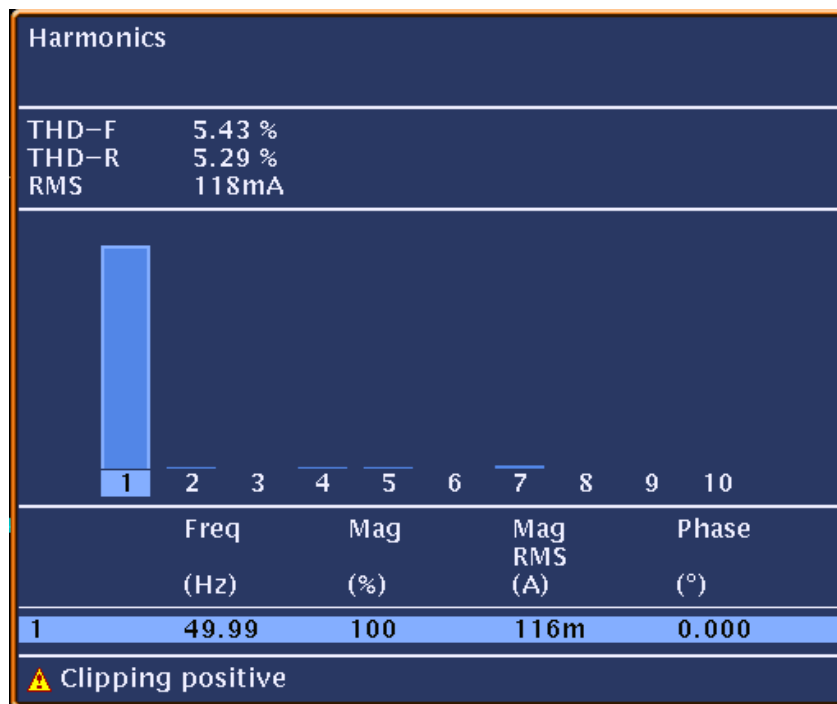 Harmonics
THD-F 5.43 %
THD-R 5.29 %
RMS 118mA
1 2 3 4 5 6 7 8 9 10
Freq Mag Mag Phase
RMS
(Hz) (%) (A) (°)
1 49.99 100 116m 0.000
Clipping positive